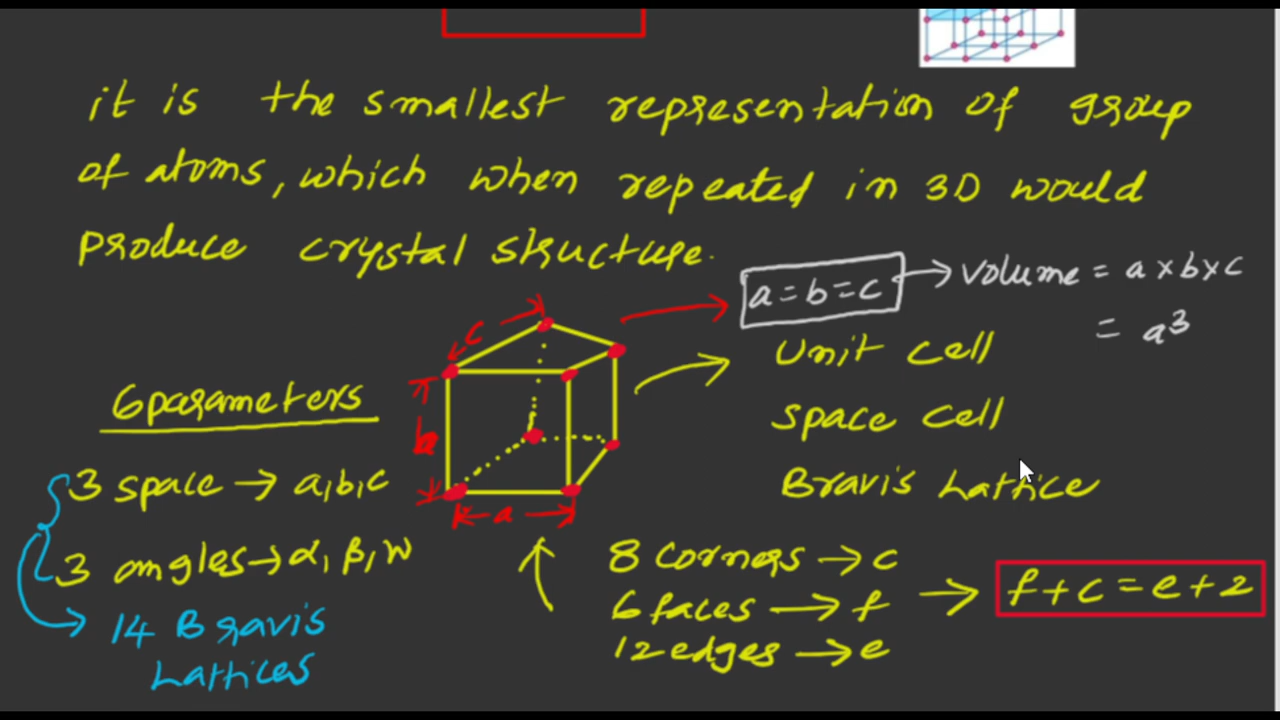 it is the smallest representation of group
of atoms, which when repeated in 3D would
produce crystal structure.
a=b=c → volume = a×b×c
= a³
c
Unit cell
6 parameters
b
Space cell
3 space → a,b,c
Bravis Lattice
a
3 angles → α, β, w
8 corners → c
6 faces → f → f + c = e + 2
14 Bravis
12 edges → e
Lattices